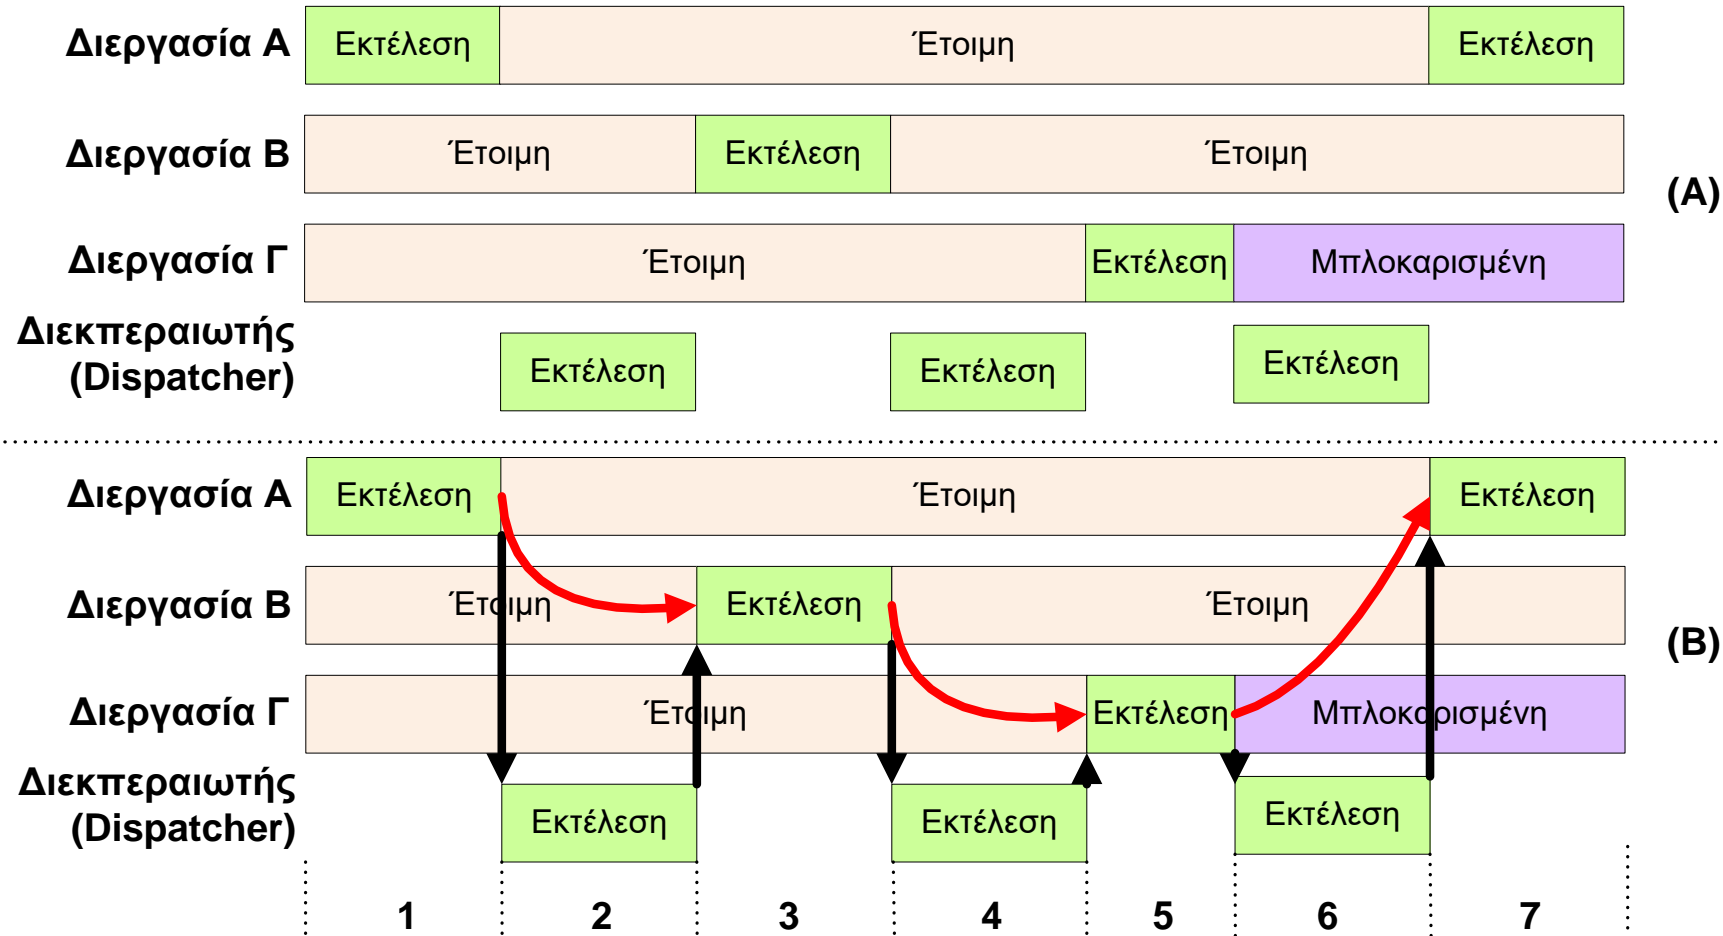 Διεργασία Α Εκτέλεση Έτοιμη Εκτέλεση
Διεργασία Β Έτοιμη Εκτέλεση Έτοιμη
(Α)
Διεργασία Γ Έτοιμη Εκτέλεση Μπλοκαρισμένη
Διεκπεραιωτής
(Dispatcher) Εκτέλεση Εκτέλεση Εκτέλεση
Διεργασία Α Εκτέλεση Έτοιμη Εκτέλεση
Διεργασία Β Έτοιμη Εκτέλεση Έτοιμη
(Β)
Διεργασία Γ Έτοιμη Εκτέλεση Μπλοκαρισμένη
Διεκπεραιωτής
(Dispatcher) Εκτέλεση Εκτέλεση Εκτέλεση
1 2 3 4 5 6 7